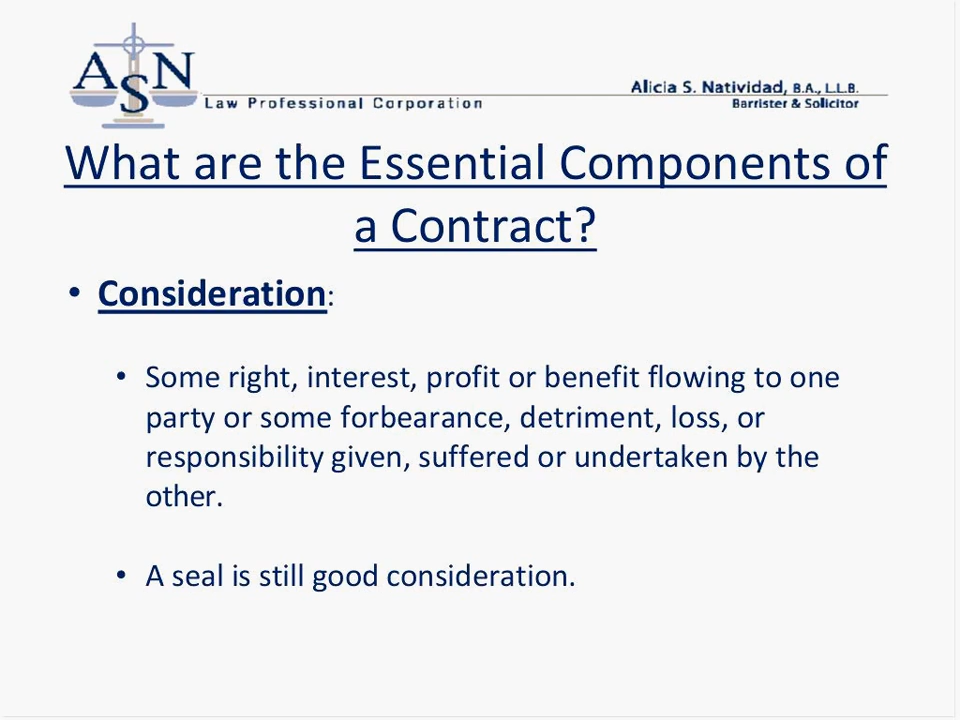 ASN
Law Professional Corporation
Alicia S. Natividad, B.A., L.L.B.
Barrister & Solicitor
What are the Essential Components of
a Contract?
• Consideration:
• Some right, interest, profit or benefit flowing to one
party or some forbearance, detriment, loss, or
responsibility given, suffered or undertaken by the
other.
• A seal is still good consideration.